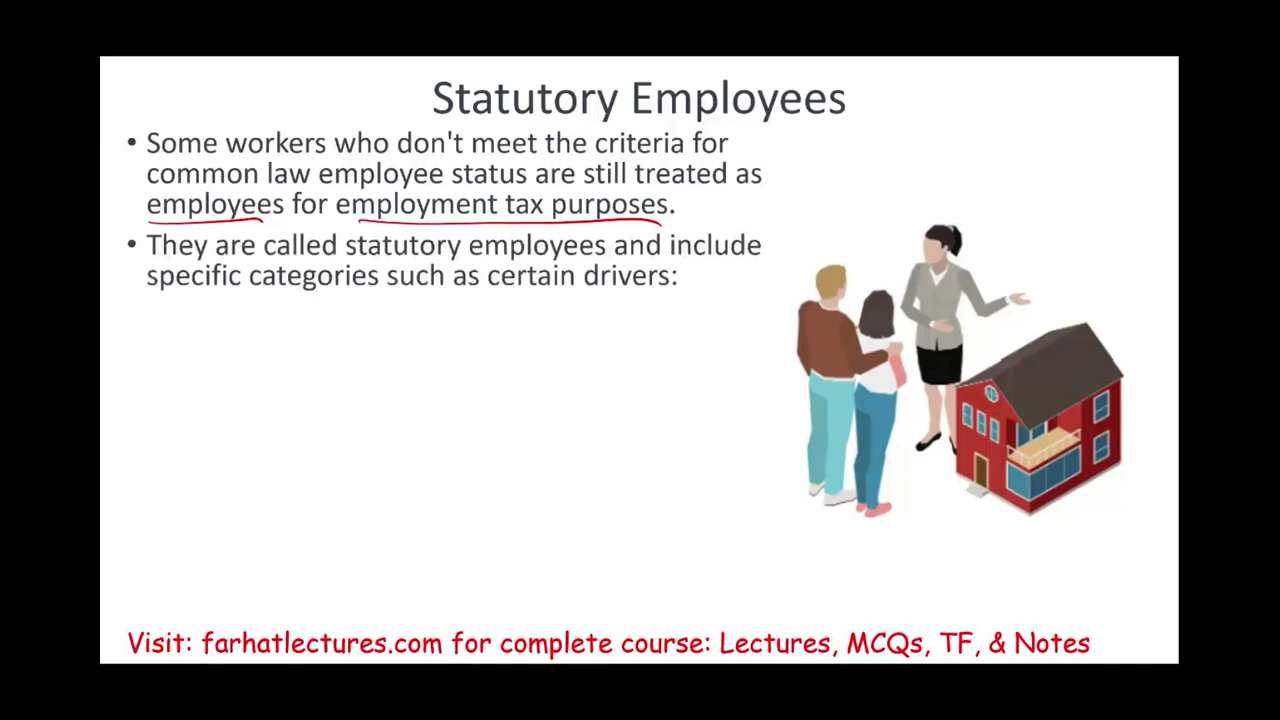 Statutory Employees
• Some workers who don't meet the criteria for
common law employee status are still treated as
employees for employment tax purposes.
• They are called statutory employees and include
specific categories such as certain drivers:
Visit: farhatlectures.com for complete course: Lectures, MCQs, TF, & Notes